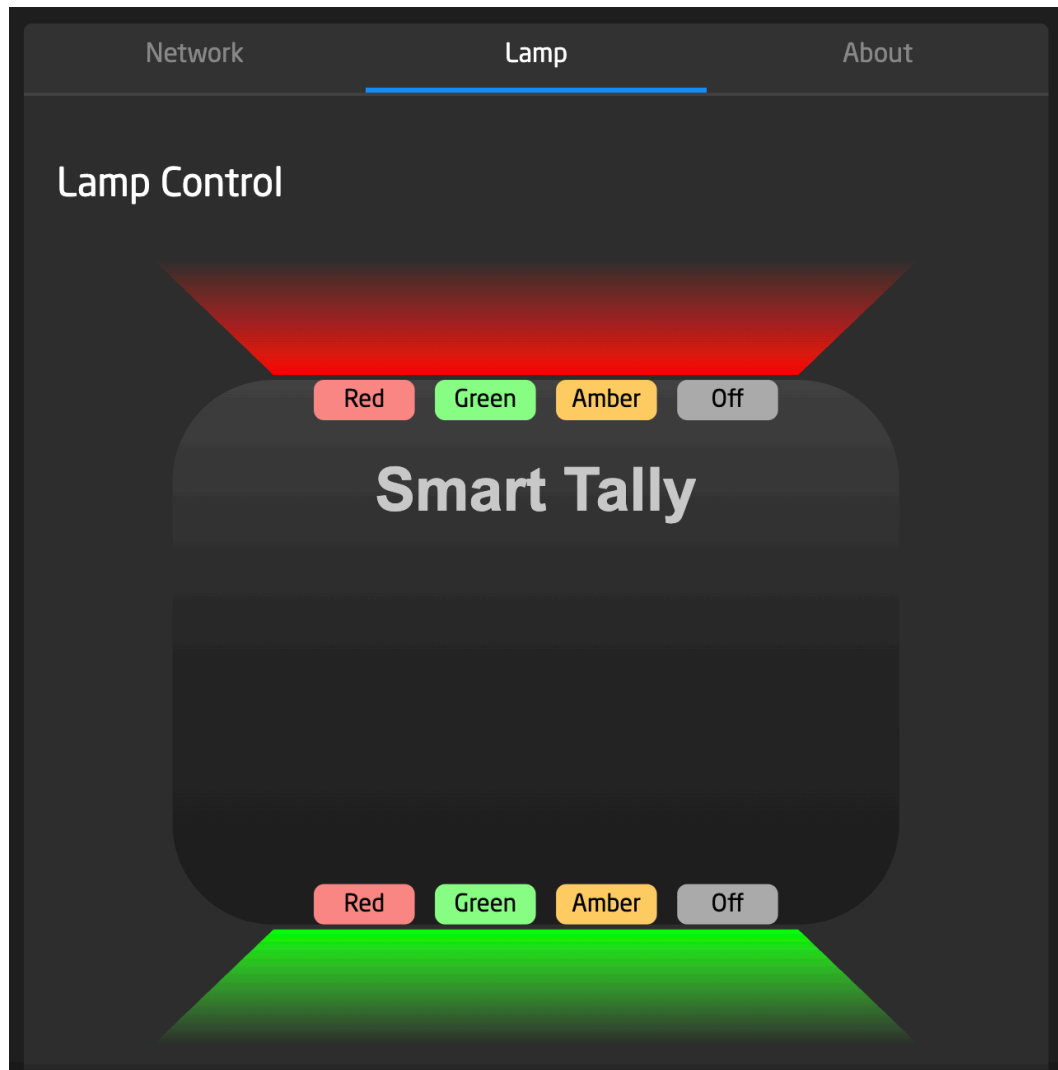 Network Lamp About
Lamp Control
Red Green Amber Off
Smart Tally
Red Green Amber Off